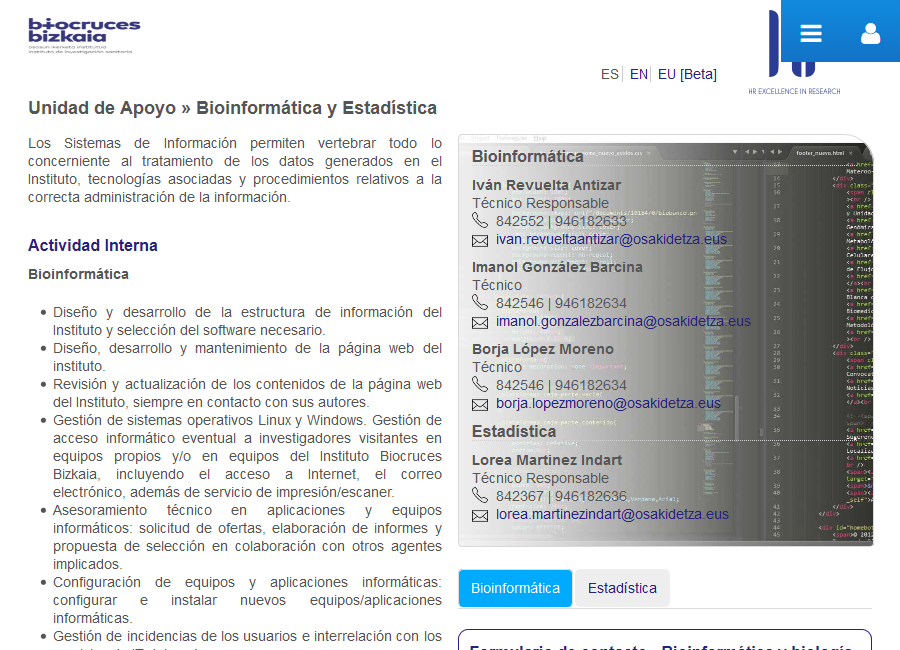 biocruces
bizkaia
osasun ikerketa institutua
instituto de investigación sanitaria
HR EXCELLENCE IN RESEARCH
ES EN EU [Beta]
Unidad de Apoyo » Bioinformática y Estadística
Los Sistemas de Información permiten vertebrar todo lo
concerniente al tratamiento de los datos generados en el
Instituto, tecnologías asociadas y procedimientos relativos a la
correcta administración de la información.
Actividad Interna
Bioinformática
• Diseño y desarrollo de la estructura de información del
Instituto y selección del software necesario.
• Diseño, desarrollo y mantenimiento de la página web del
instituto.
• Revisión y actualización de los contenidos de la página web
del Instituto, siempre en contacto con sus autores.
• Gestión de sistemas operativos Linux y Windows. Gestión de
acceso informático eventual a investigadores visitantes en
equipos propios y/o en equipos del Instituto Biocruces
Bizkaia, incluyendo el acceso a Internet, el correo
electrónico, además de servicio de impresión/escaner.
• Asesoramiento técnico en aplicaciones y equipos
informáticos: solicitud de ofertas, elaboración de informes y
propuesta de selección en colaboración con otros agentes
implicados.
• Configuración de equipos y aplicaciones informáticas:
configurar e instalar nuevos equipos/aplicaciones
informáticas.
• Gestión de incidencias de los usuarios e interrelación con los
Bioinformática
Iván Revuelta Antizar
Técnico Responsable
842552 | 946182633
ivan.revueltaantizar@osakidetza.eus
Imanol González Barcina
Técnico
842546 | 946182634
imanol.gonzalezbarcina@osakidetza.eus
Borja López Moreno
Técnico
842546 | 946182634
borja.lopezmoreno@osakidetza.eus
Estadística
Lorea Martinez Indart
Técnico Responsable
842367 | 946182636
lorea.martinezindart@osakidetza.eus
footer_nuevo.html
Bioinformática Estadística
Formulario de contacto - Bioinformática y biología